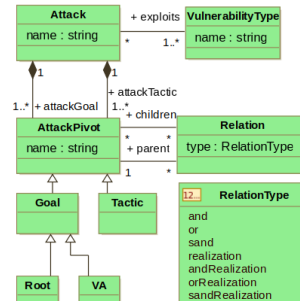 Attack
name : string
+ exploits
* 1..*
VulnerabilityType
name : string
1 1
1..* + attackGoal
+ attackTactic
1..*
AttackPivot
name : string
+ children
* *
+ parent
1 *
Relation
type : RelationType
Goal
Tactic
Root
VA
12... RelationType
and
or
sand
realization
andRealization
orRealization
sandRealization